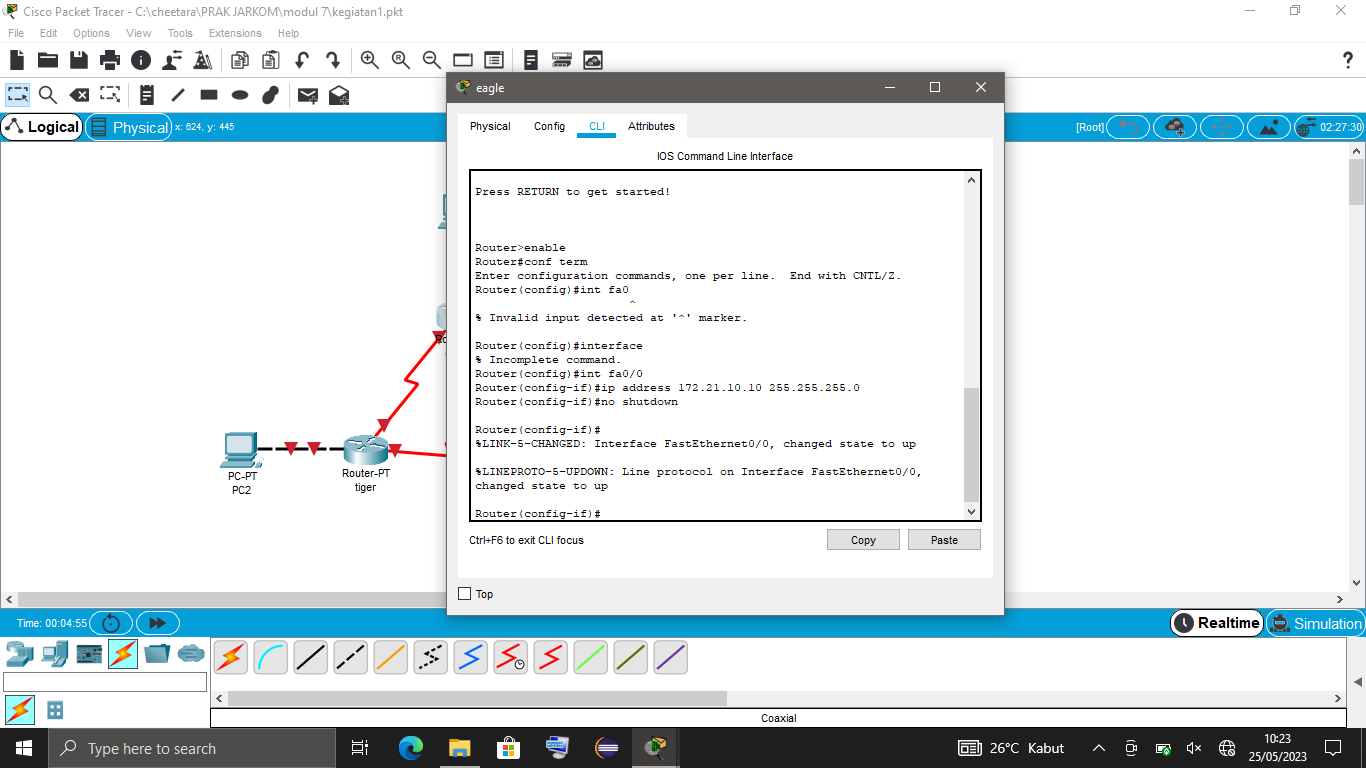 Cisco Packet Tracer - C:\cheetara\PRAK JARKOM\modul 7\kegiatan1.pkt
File Edit Options View Tools Extensions Help
eagle
Physical Config CLI Attributes
Logical Physical x: 624, y: 445
[Root] 02:27:30
IOS Command Line Interface
Press RETURN to get started!
Router>enable
Router#conf term
Enter configuration commands, one per line. End with CNTL/Z.
Router(config)#int fa0
^
% Invalid input detected at '^' marker.
Router(config)#interface
% Incomplete command.
Router(config)#int fa0/0
Router(config-if)#ip address 172.21.10.10 255.255.255.0
Router(config-if)#no shutdown
Router(config-if)#
%LINK-5-CHANGED: Interface FastEthernet0/0, changed state to up
%LINEPROTO-5-UPDOWN: Line protocol on Interface FastEthernet0/0,
changed state to up
Router(config-if)#
Ctrl+F6 to exit CLI focus
Copy Paste
Top
PC-PT
PC2
Router-PT
tiger
Time: 00:04:55
Realtime Simulation
Coaxial
Type here to search
26°C Kabut
10:23
25/05/2023